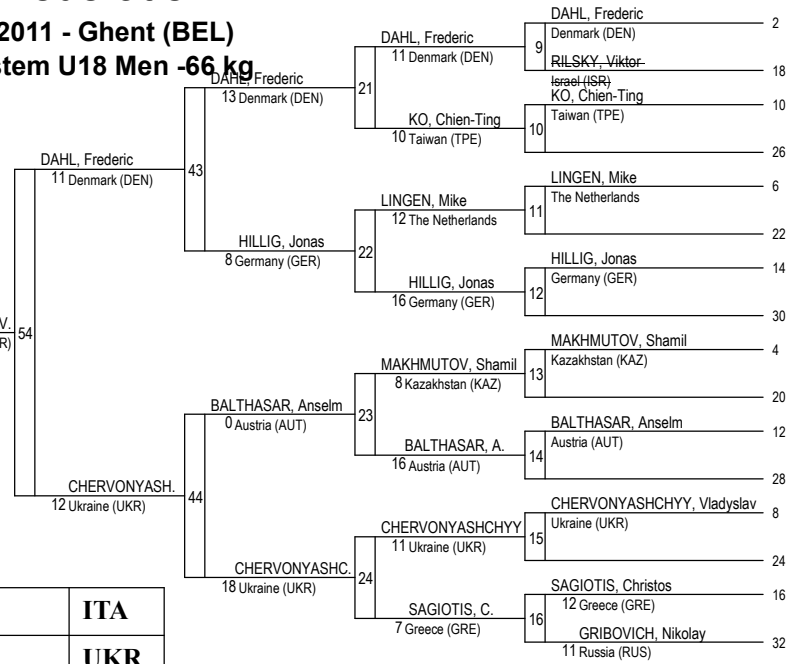 2011 - Ghent (BEL)
stem U18 Men -66 kg
DAHL, Frederic
Denmark (DEN)
2
9
RILSKY, Viktor
Israel (ISR)
18
DAHL, Frederic
11 Denmark (DEN)
KO, Chien-Ting
Taiwan (TPE)
10
10
26
21
KO, Chien-Ting
10 Taiwan (TPE)
DAHL, Frederic
13 Denmark (DEN)
LINGEN, Mike
The Netherlands
6
11
22
LINGEN, Mike
12 The Netherlands
HILLIG, Jonas
Germany (GER)
14
12
30
22
HILLIG, Jonas
16 Germany (GER)
43
HILLIG, Jonas
8 Germany (GER)
DAHL, Frederic
11 Denmark (DEN)
V.
R)
54
MAKHMUTOV, Shamil
Kazakhstan (KAZ)
4
13
20
MAKHMUTOV, Shamil
8 Kazakhstan (KAZ)
BALTHASAR, Anselm
Austria (AUT)
12
14
28
23
BALTHASAR, A.
16 Austria (AUT)
BALTHASAR, Anselm
0 Austria (AUT)
CHERVONYASHCHYY, Vladyslav
Ukraine (UKR)
8
15
24
CHERVONYASHCHYY
11 Ukraine (UKR)
SAGIOTIS, Christos
12 Greece (GRE)
16
16
GRIBOVICH, Nikolay
11 Russia (RUS)
32
24
SAGIOTIS, C.
7 Greece (GRE)
44
CHERVONYASHC.
18 Ukraine (UKR)
CHERVONYASH.
12 Ukraine (UKR)
ITA
UKR